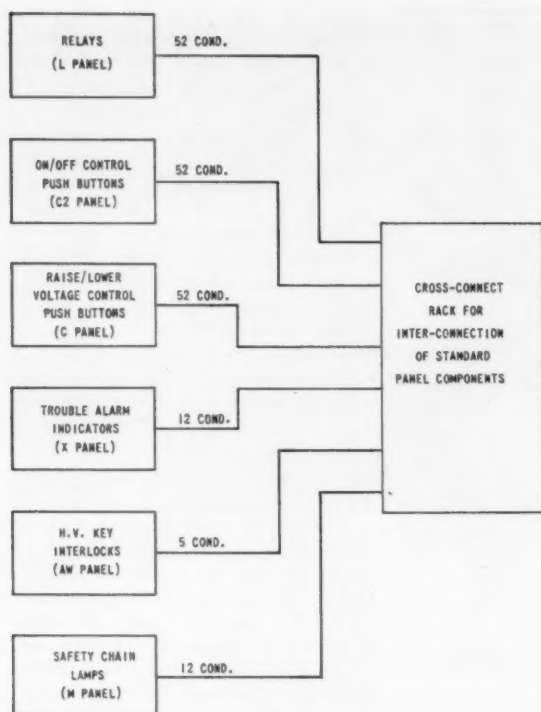 RELAYS
(L PANEL)
52 COND.
ON/OFF CONTROL
PUSH BUTTONS
(C2 PANEL)
52 COND.
RAISE/LOWER
VOLTAGE CONTROL
PUSH BUTTONS
(C PANEL)
52 COND.
TROUBLE ALARM
INDICATORS
(X PANEL)
12 COND.
H.V. KEY
INTERLOCKS
(AW PANEL)
5 COND.
SAFETY CHAIN
LAMPS
(M PANEL)
12 COND.
CROSS-CONNECT
RACK FOR
INTER-CONNECTION
OF STANDARD
PANEL COMPONENTS